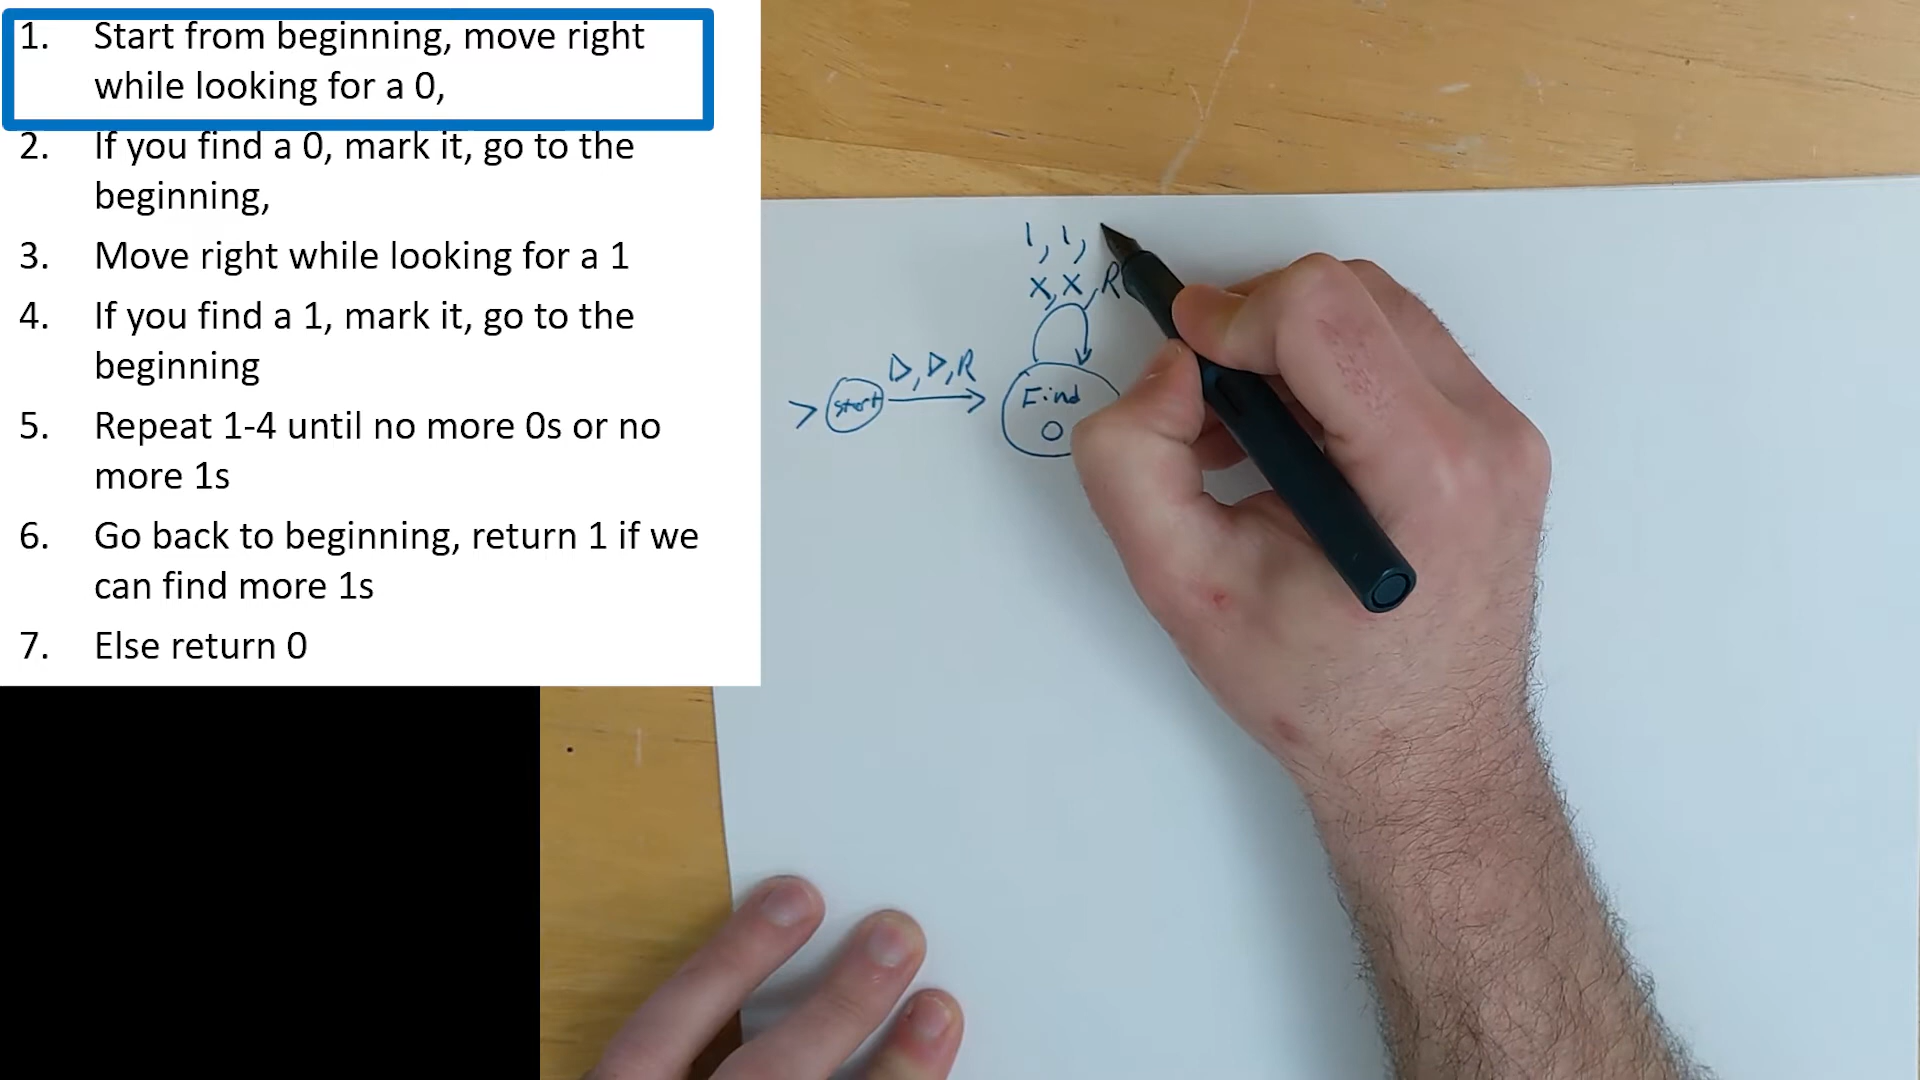 1. Start from beginning, move right
while looking for a 0,
2. If you find a 0, mark it, go to the
beginning,
3. Move right while looking for a 1
4. If you find a 1, mark it, go to the
beginning
5. Repeat 1-4 until no more 0s or no
more 1s
6. Go back to beginning, return 1 if we
can find more 1s
7. Else return 0
1, 1,
x, x, R
▷, ▷, R
> start
Find
0